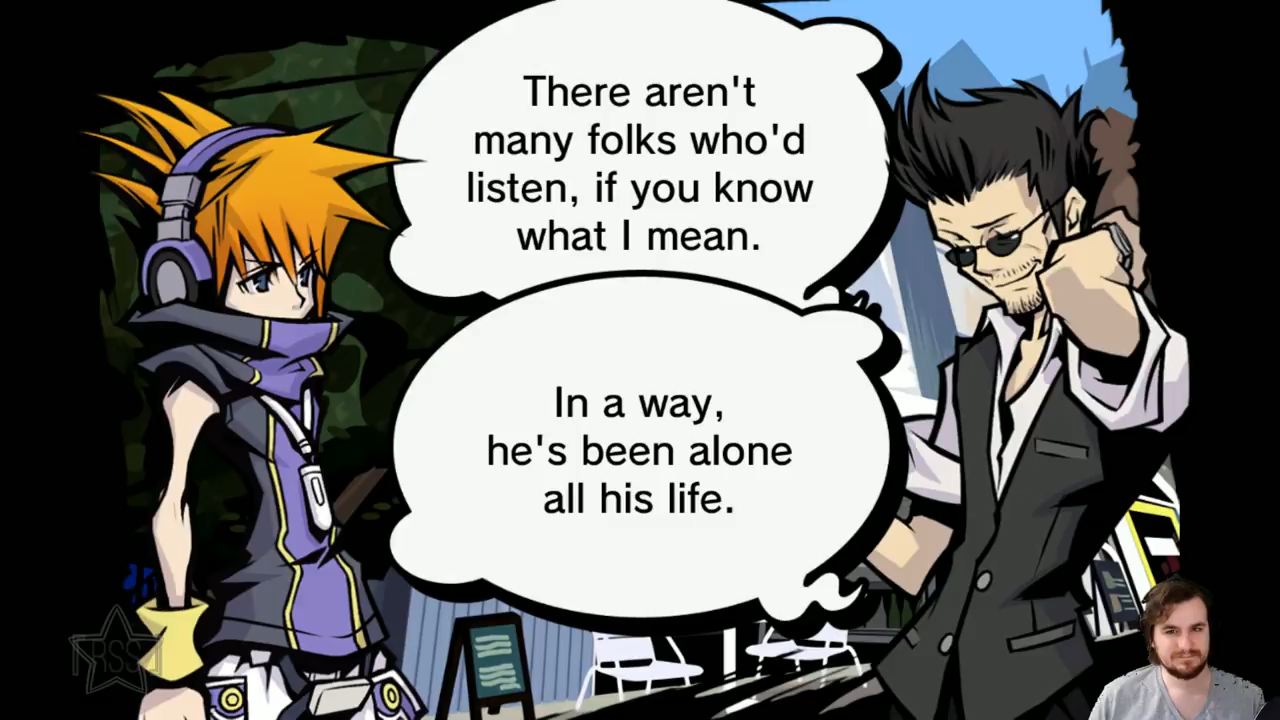 There aren't
many folks who'd
listen, if you know
what I mean.
In a way,
he's been alone
all his life.
RSS